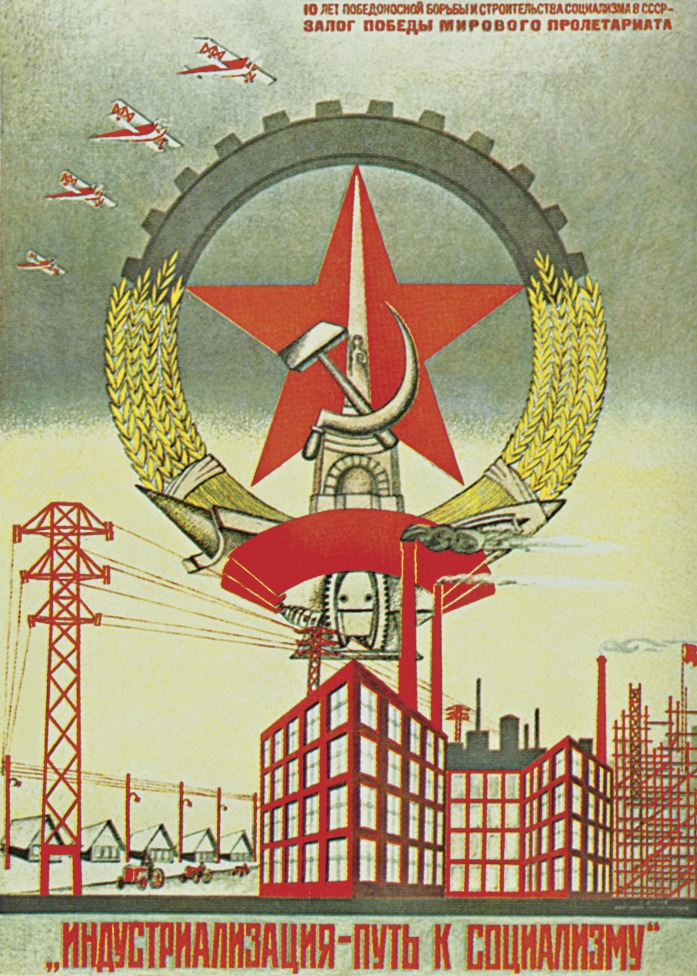 10 ЛЕТ ПОБЕДОНОСНОЙ БОРЬБЫ И СТРОИТЕЛЬСТВА СОЦИАЛИЗМА В СССР-
ЗАЛОГ ПОБЕДЫ МИРОВОГО ПРОЛЕТАРИАТА
„ИНДУСТРИАЛИЗАЦИЯ-ПУТЬ К СОЦИАЛИЗМУ“